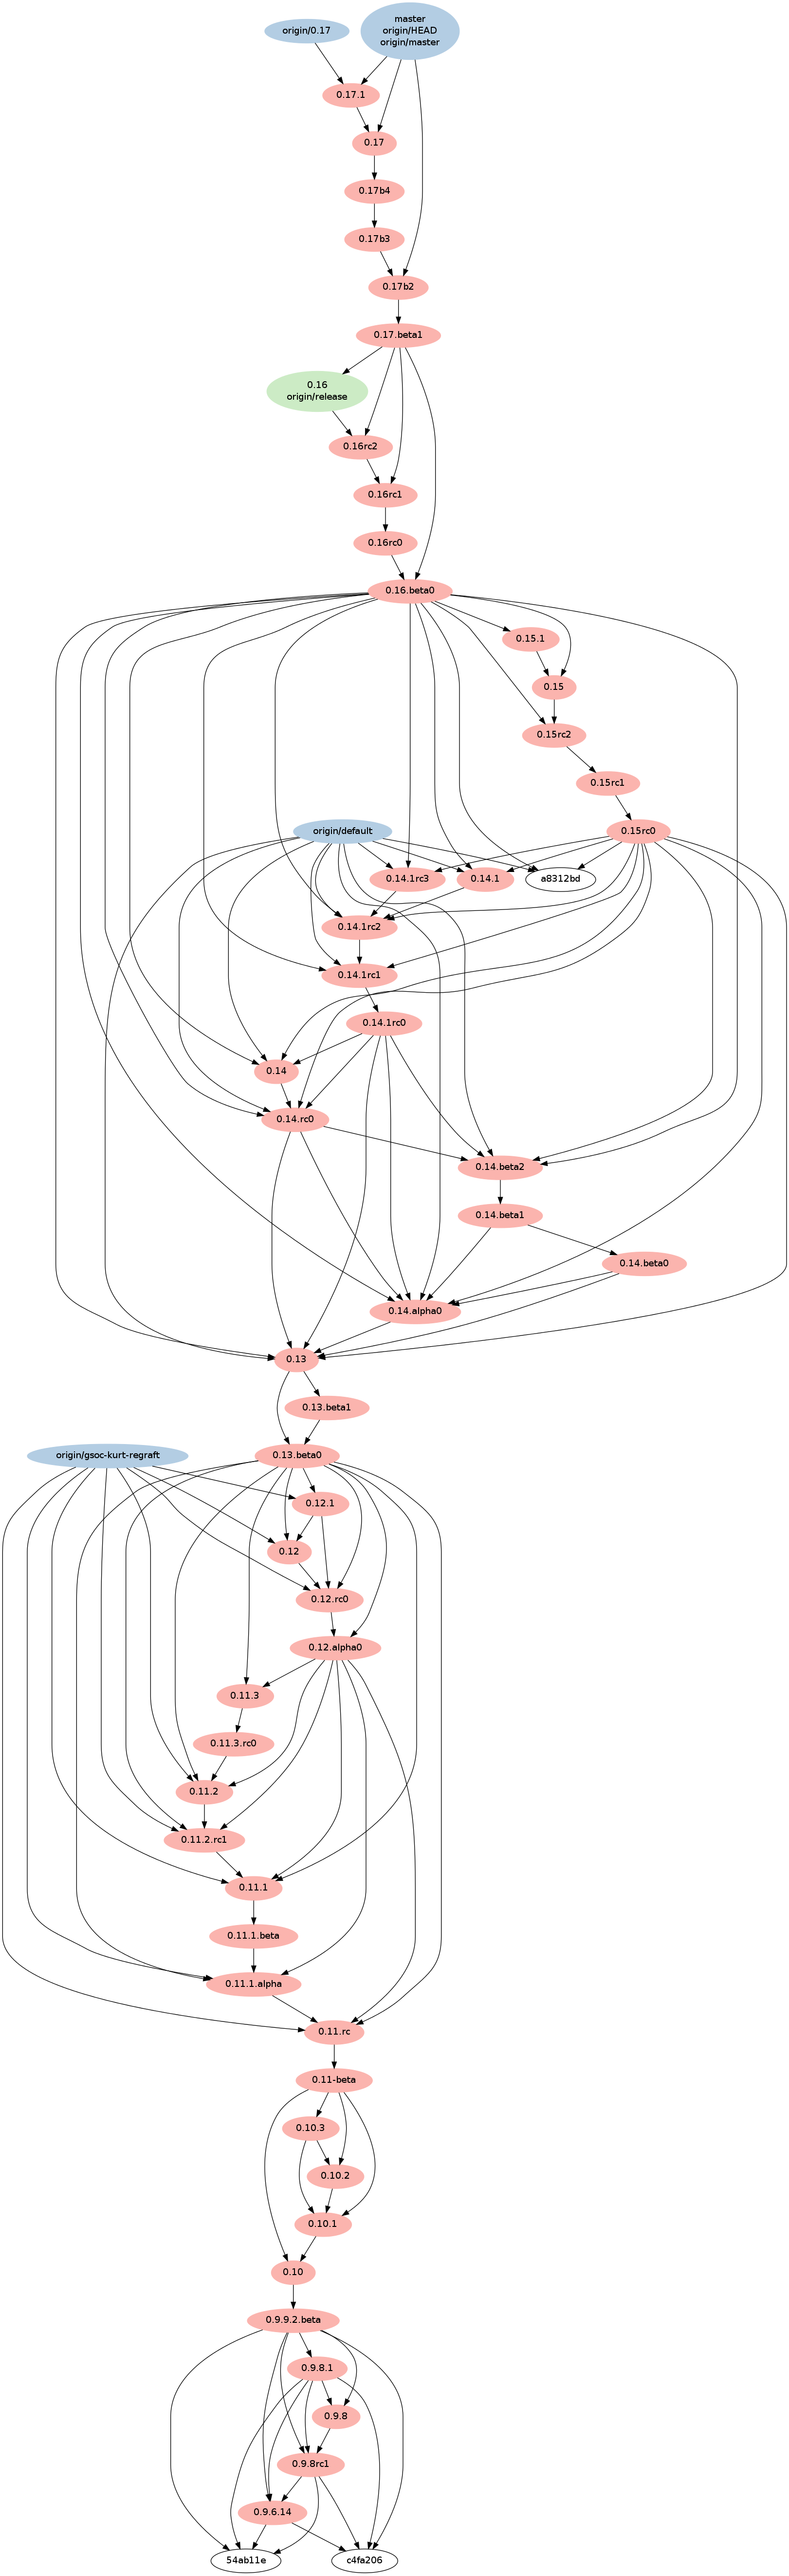 master
origin/0.17
origin/HEAD
origin/master
0.17.1
0.17
0.17b4
0.17b3
0.17b2
0.17.beta1
0.16
origin/release
0.16rc2
0.16rc1
0.16rc0
0.16.beta0
0.15.1
0.15
0.15rc2
0.15rc1
origin/default
0.15rc0
0.14.1rc3
0.14.1
a8312bd
0.14.1rc2
0.14.1rc1
0.14.1rc0
0.14
0.14.rc0
0.14.beta2
0.14.beta1
0.14.beta0
0.14.alpha0
0.13
0.13.beta1
origin/gsoc-kurt-regraft
0.13.beta0
0.12.1
0.12
0.12.rc0
0.12.alpha0
0.11.3
0.11.3.rc0
0.11.2
0.11.2.rc1
0.11.1
0.11.1.beta
0.11.1.alpha
0.11.rc
0.11-beta
0.10.3
0.10.2
0.10.1
0.10
0.9.9.2.beta
0.9.8.1
0.9.8
0.9.8rc1
0.9.6.14
54ab11e
c4fa206